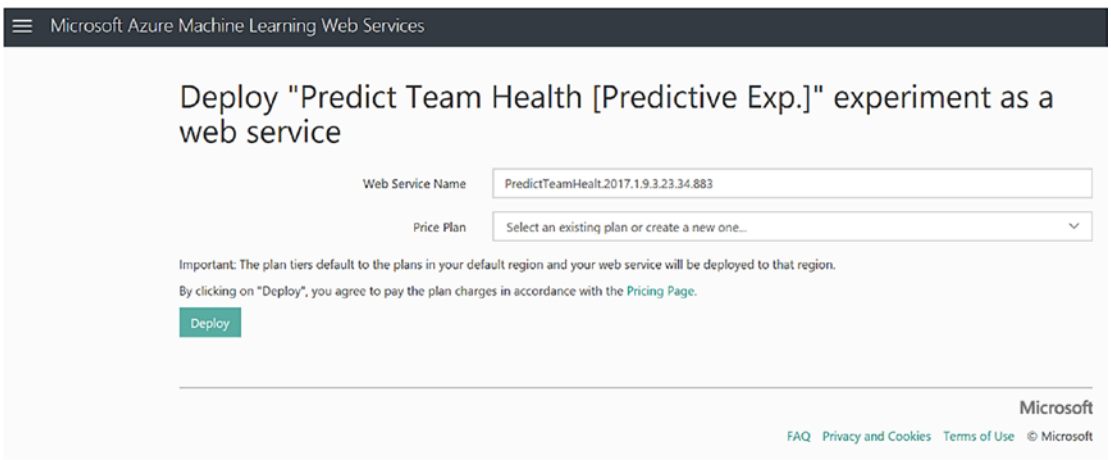 Microsoft Azure Machine Learning Web Services
Deploy "Predict Team Health [Predictive Exp.]" experiment as a
web service
Web Service Name PredictTeamHealt.2017.1.9.3.23.34.883
Price Plan Select an existing plan or create a new one...
Important: The plan tiers default to the plans in your default region and your web service will be deployed to that region.
By clicking on "Deploy", you agree to pay the plan charges in accordance with the Pricing Page.
Deploy
Microsoft
FAQ Privacy and Cookies Terms of Use © Microsoft